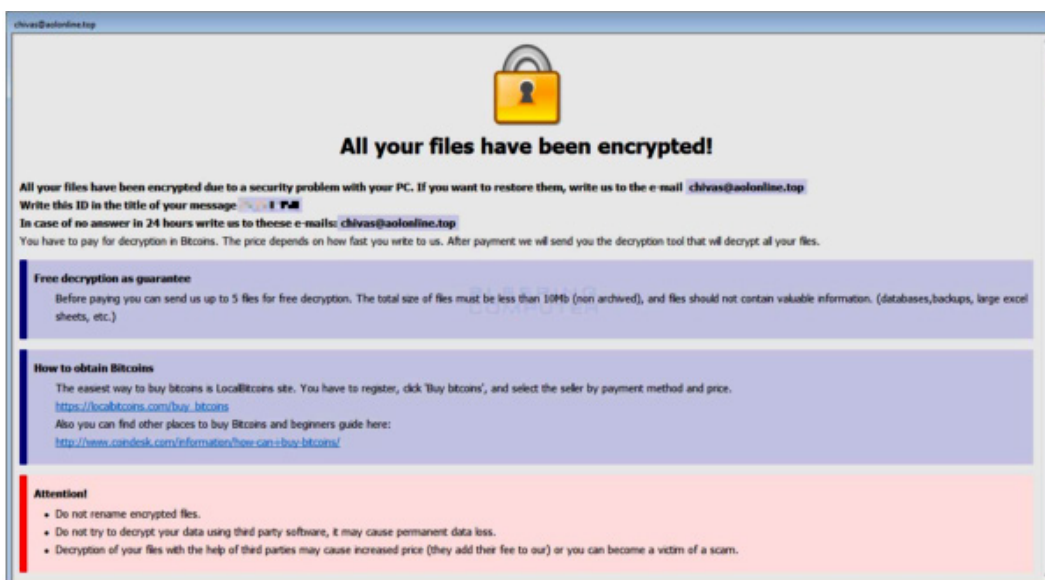 chivas@aolonline.top
All your files have been encrypted!
All your files have been encrypted due to a security problem with your PC. If you want to restore them, write us to the e-mail chivas@aolonline.top
Write this ID in the title of your message
In case of no answer in 24 hours write us to theese e-mails: chivas@aolonline.top
You have to pay for decryption in Bitcoins. The price depends on how fast you write to us. After payment we will send you the decryption tool that will decrypt all your files.
Free decryption as guarantee
Before paying you can send us up to 5 files for free decryption. The total size of files must be less than 10Mb (non archived), and files should not contain valuable information. (databases,backups, large excel
sheets, etc.)
BLEEPING
COMPUTER
How to obtain Bitcoins
The easiest way to buy bitcoins is LocalBitcoins site. You have to register, click 'Buy bitcoins', and select the seller by payment method and price.
https://localbitcoins.com/buy_bitcoins
Also you can find other places to buy Bitcoins and beginners guide here:
http://www.coindesk.com/information/how-can-i-buy-bitcoins/
Attention!
• Do not rename encrypted files.
• Do not try to decrypt your data using third party software, it may cause permanent data loss.
• Decryption of your files with the help of third parties may cause increased price (they add their fee to our) or you can become a victim of a scam.